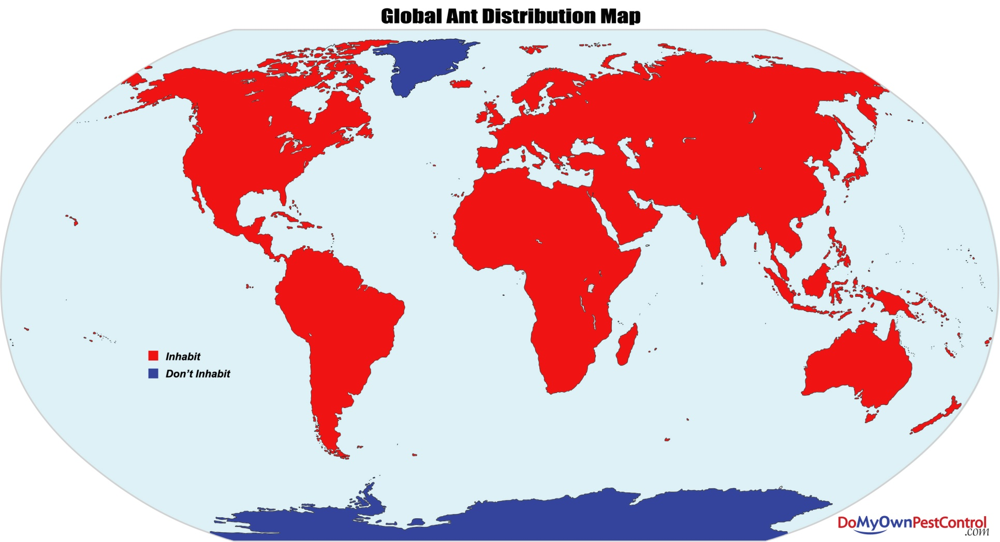 Global Ant Distribution Map
Inhabit
Don't Inhabit
DoMyOwnPestControl
.com